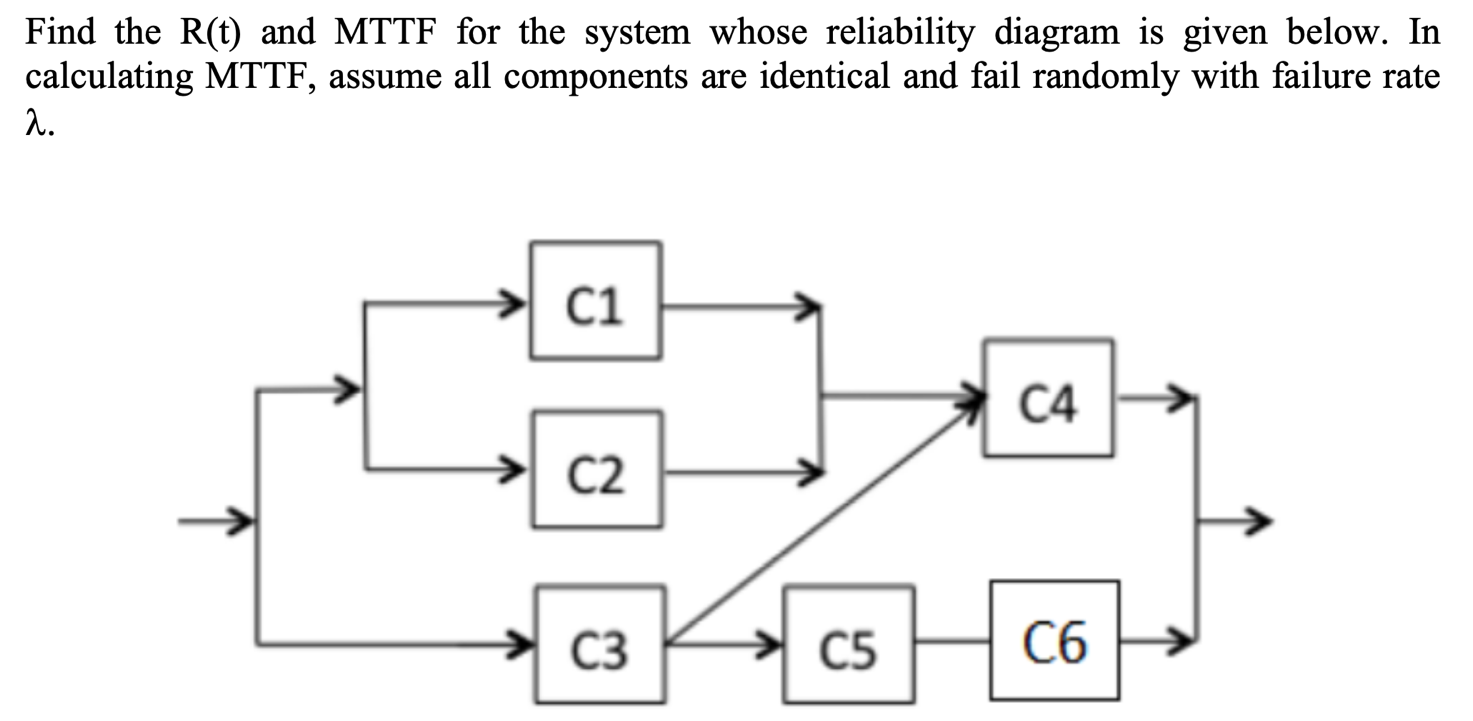 Find the R(t) and MTTF for the system whose reliability diagram is given below. In
calculating MTTF, assume all components are identical and fail randomly with failure rate
λ.
C1
C4
C2
C3
C5
C6